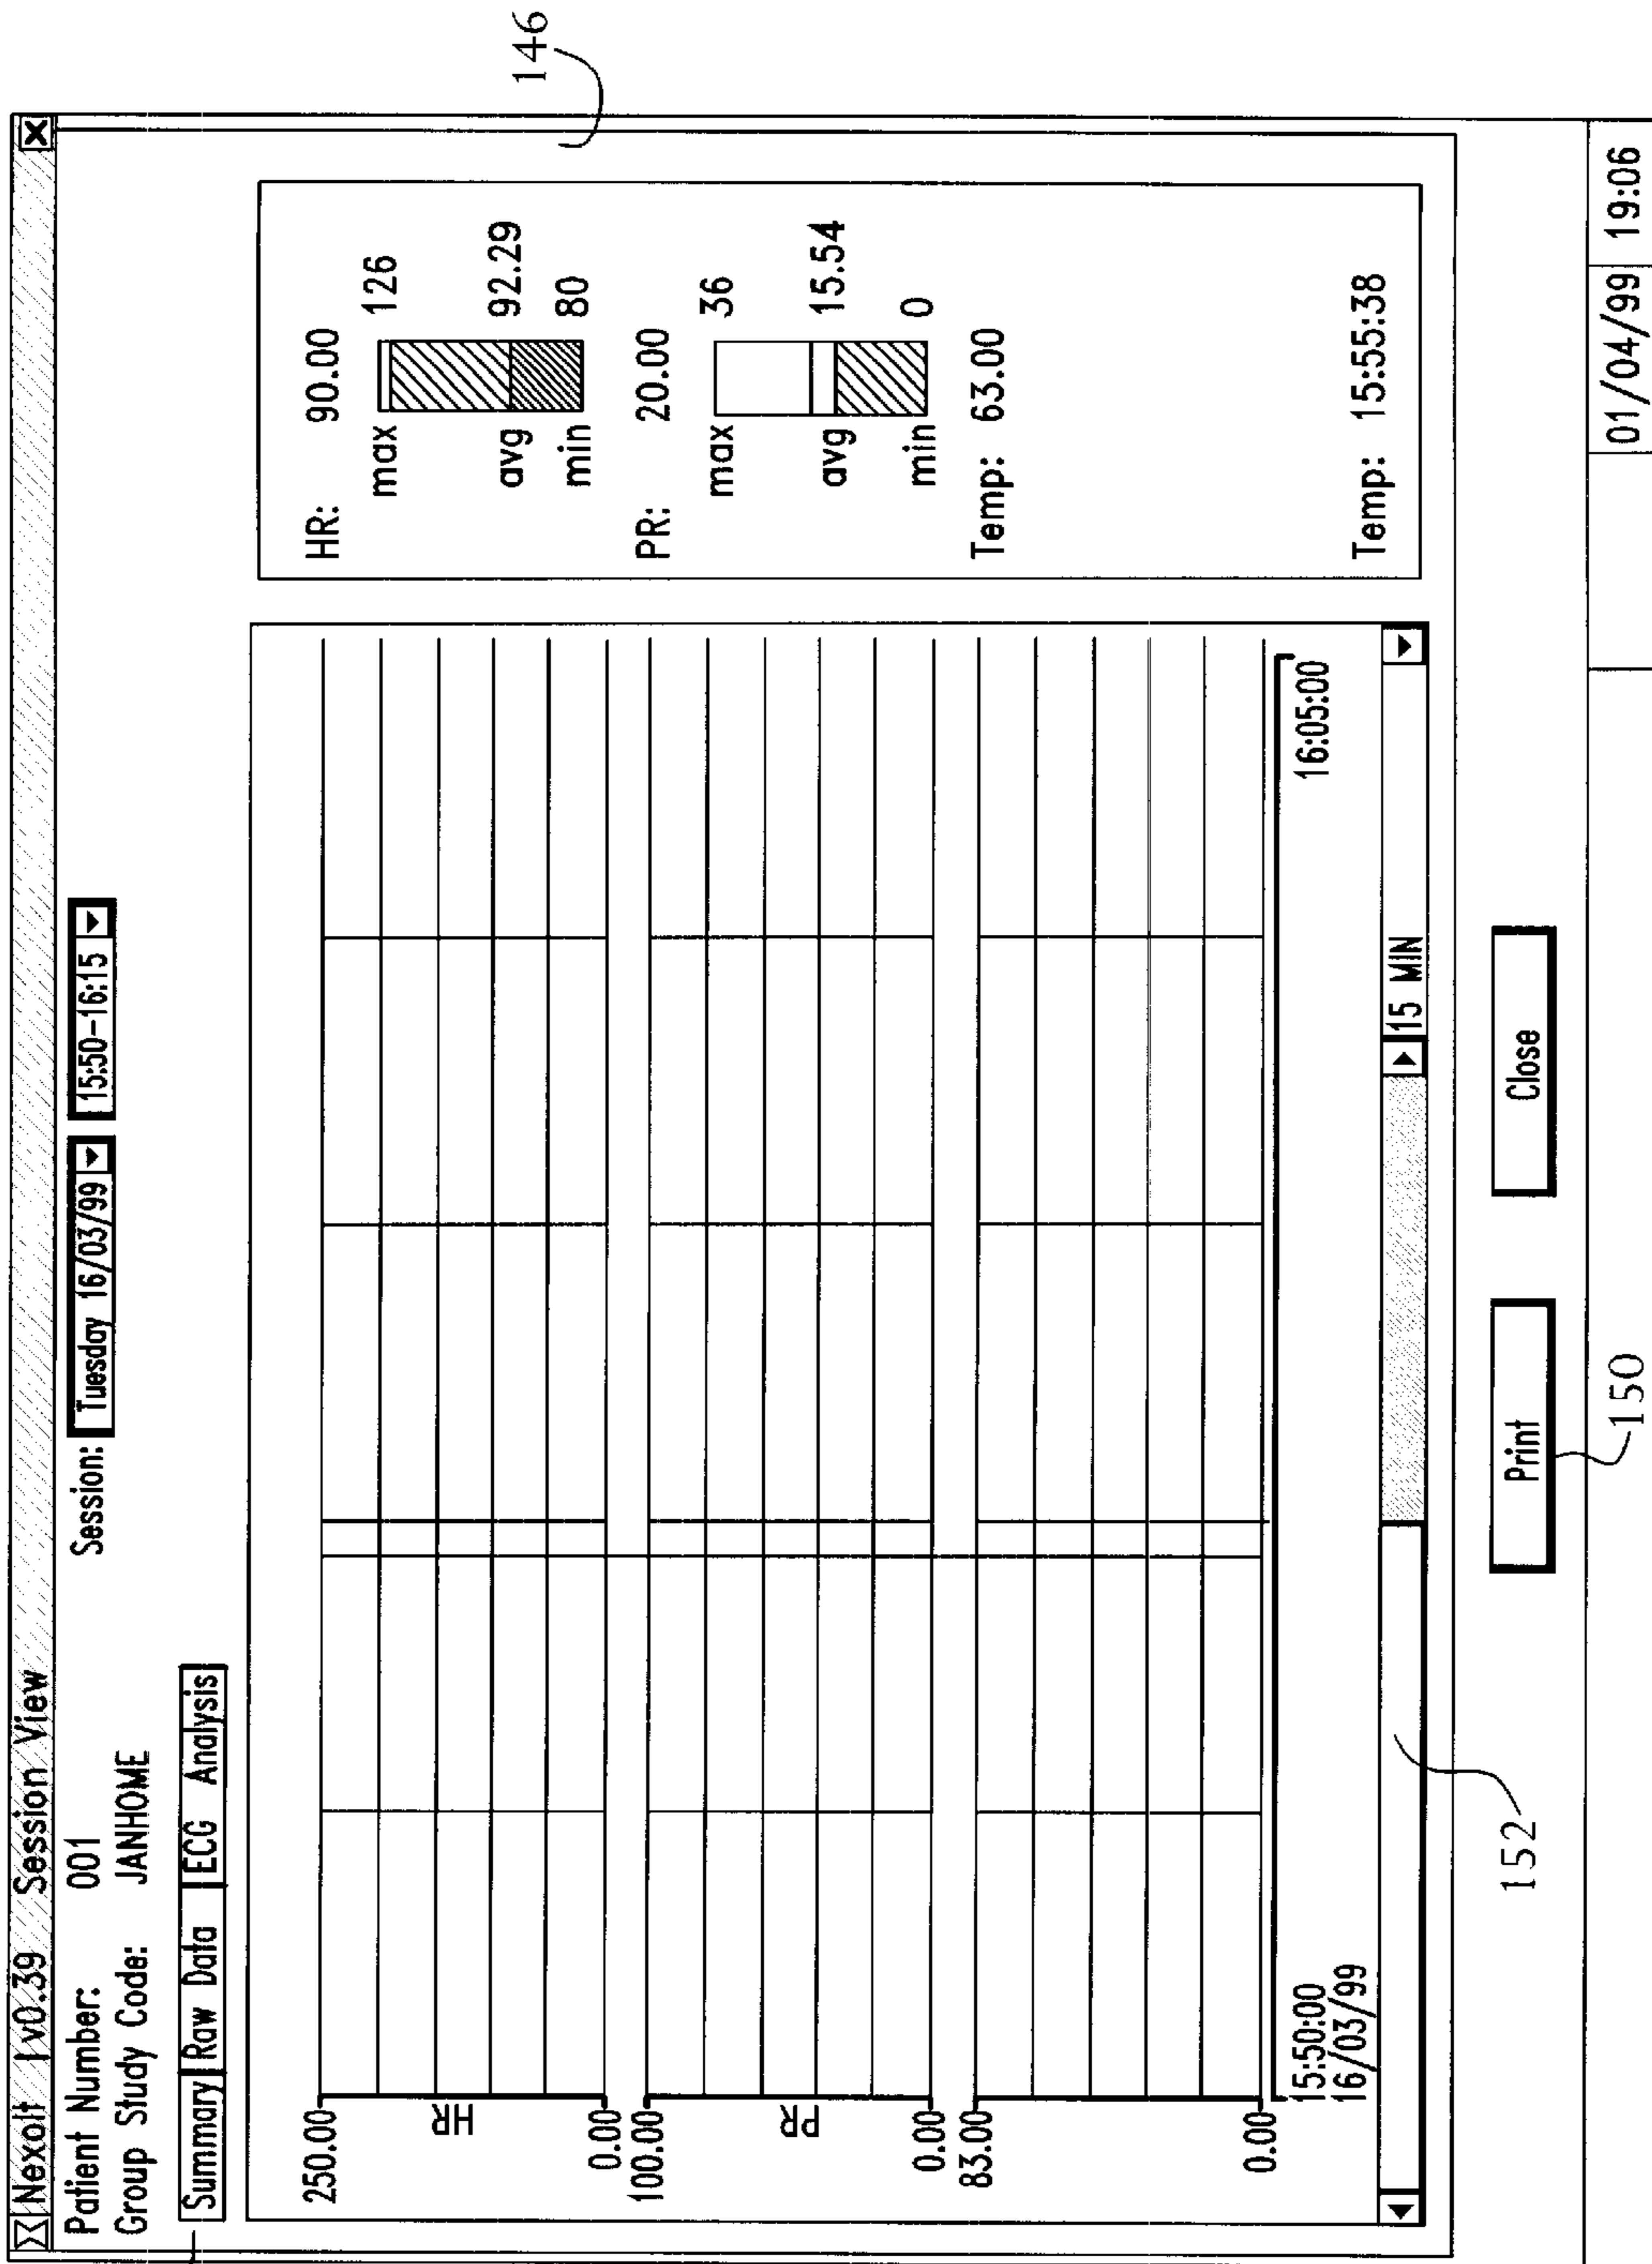 Nexolt v0.39 Session View
Patient Number: 001
Group Study Code: JANHOME
Session: Tuesday 16/03/99 15:50-16:15
Summary Raw Data ECG Analysis
250.00
HR
0.00
100.00
PR
0.00
83.00
0.00
15:50:00
16/03/99
16:05:00
15 MIN
HR: 90.00
max 126
avg 92.29
min 80
PR: 20.00
max 36
avg 15.54
min 0
Temp: 63.00
Temp: 15:55:38
146
Print
Close
152
150
01/04/99 19:06